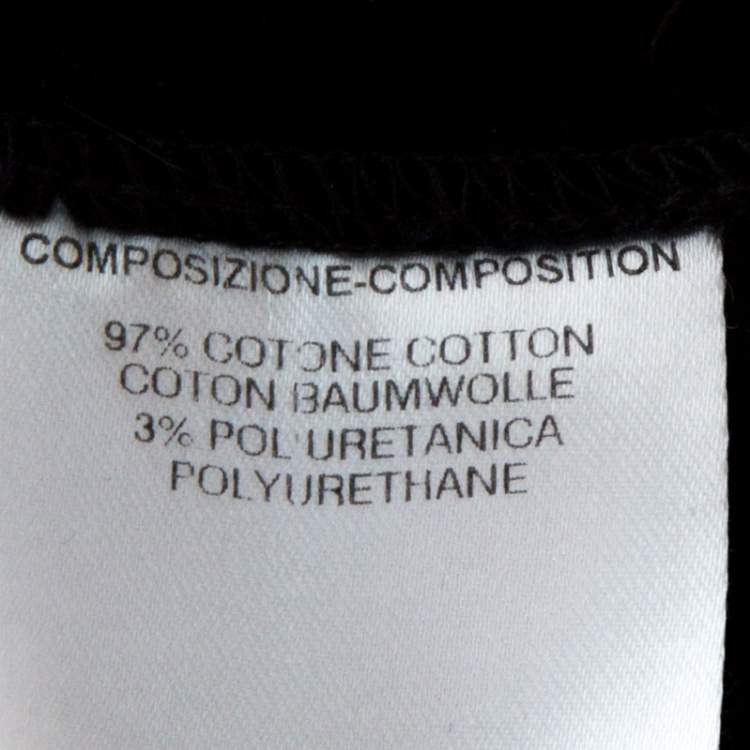 COMPOSIZIONE-COMPOSITION
97% COTONE COTTON
COTON BAUMWOLLE
3% POL'URETANICA
POLYURETHANE